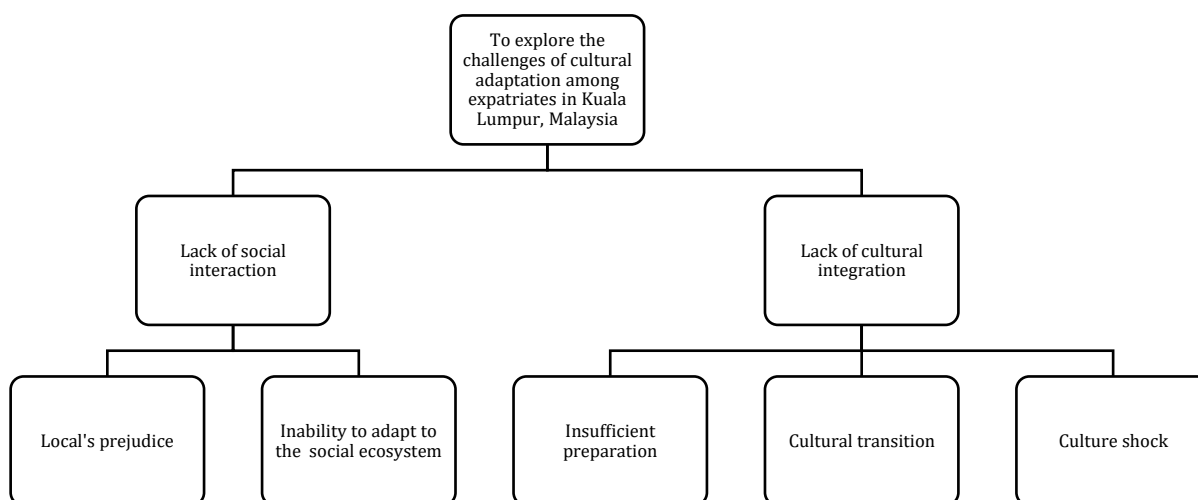 To explore the
challenges of cultural
adaptation among
expatriates in Kuala
Lumpur, Malaysia
Lack of social
interaction
Lack of cultural
integration
Local's prejudice
Inability to adapt to
the social ecosystem
Insufficient
preparation
Cultural transition
Culture shock